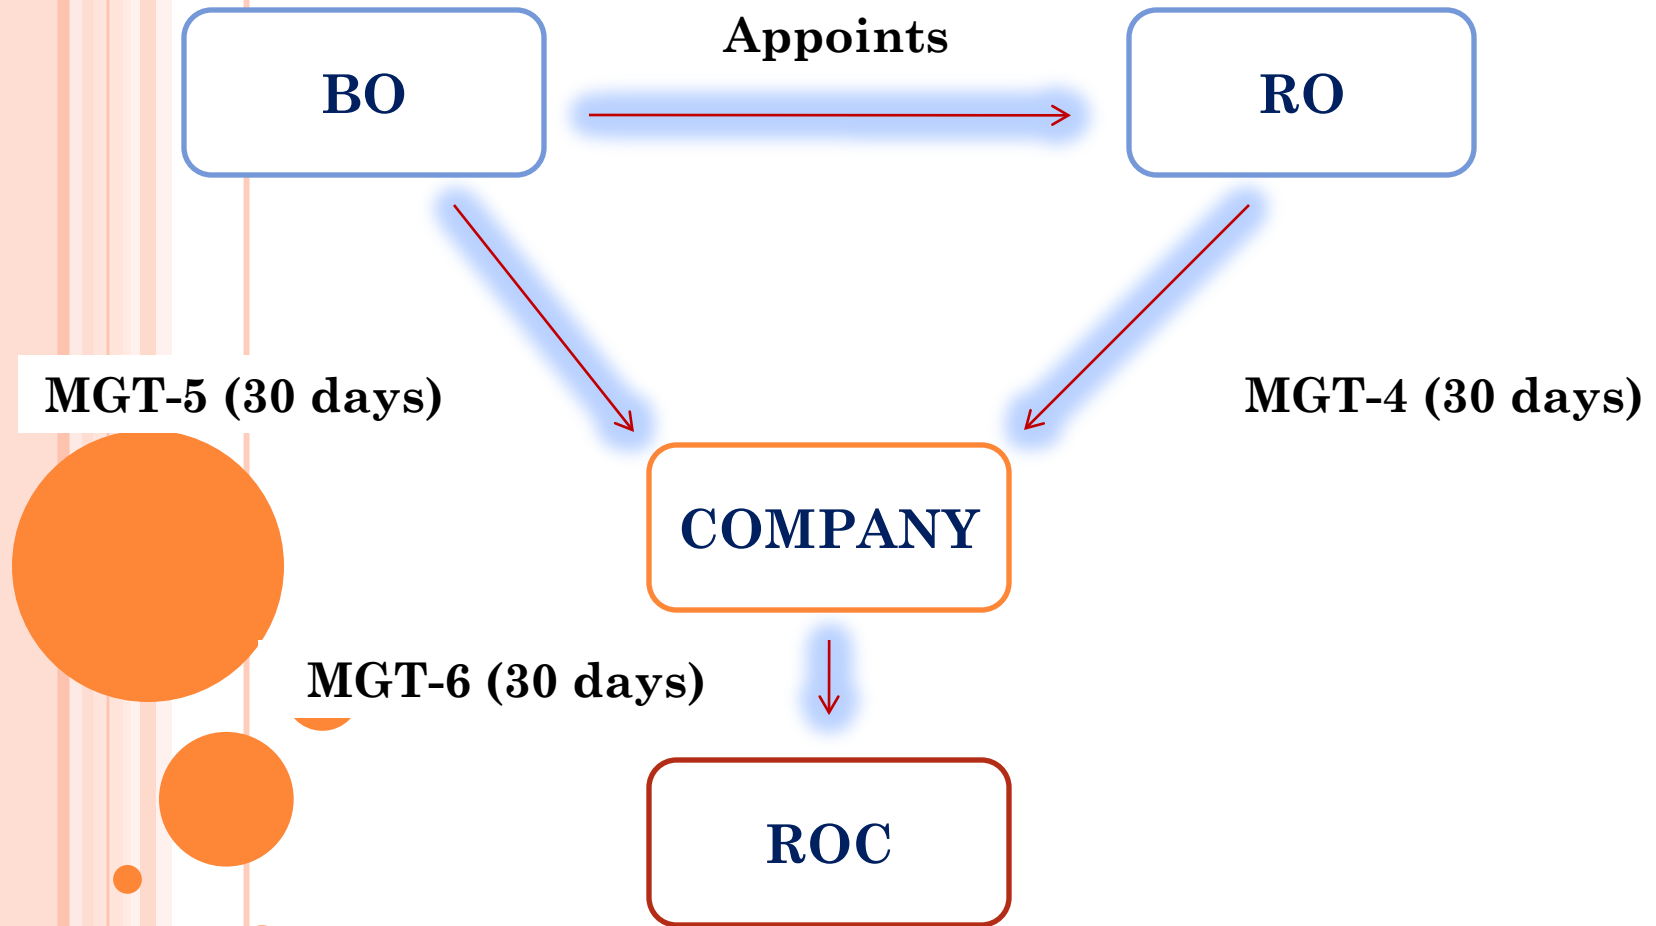 Appoints
BO
RO
MGT-5 (30 days)
MGT-4 (30 days)
COMPANY
MGT-6 (30 days)
ROC